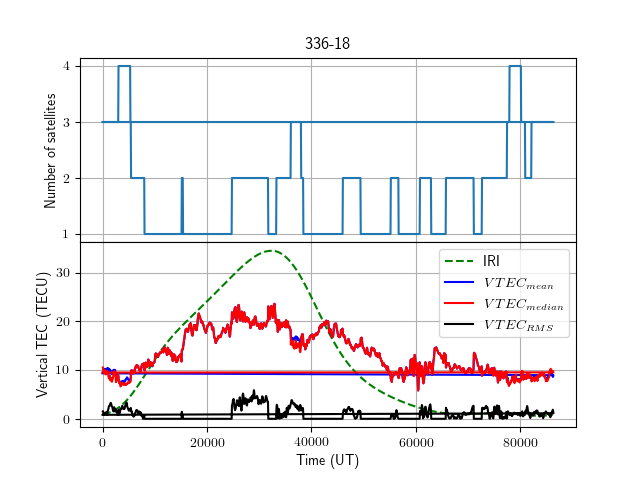 336-18
4
3
2
1
Number of satellites
30
20
10
0
Vertical TEC (TECU)
IRI
VTEC_mean
VTEC_median
VTEC_RMS
0 20000 40000 60000 80000
Time (UT)